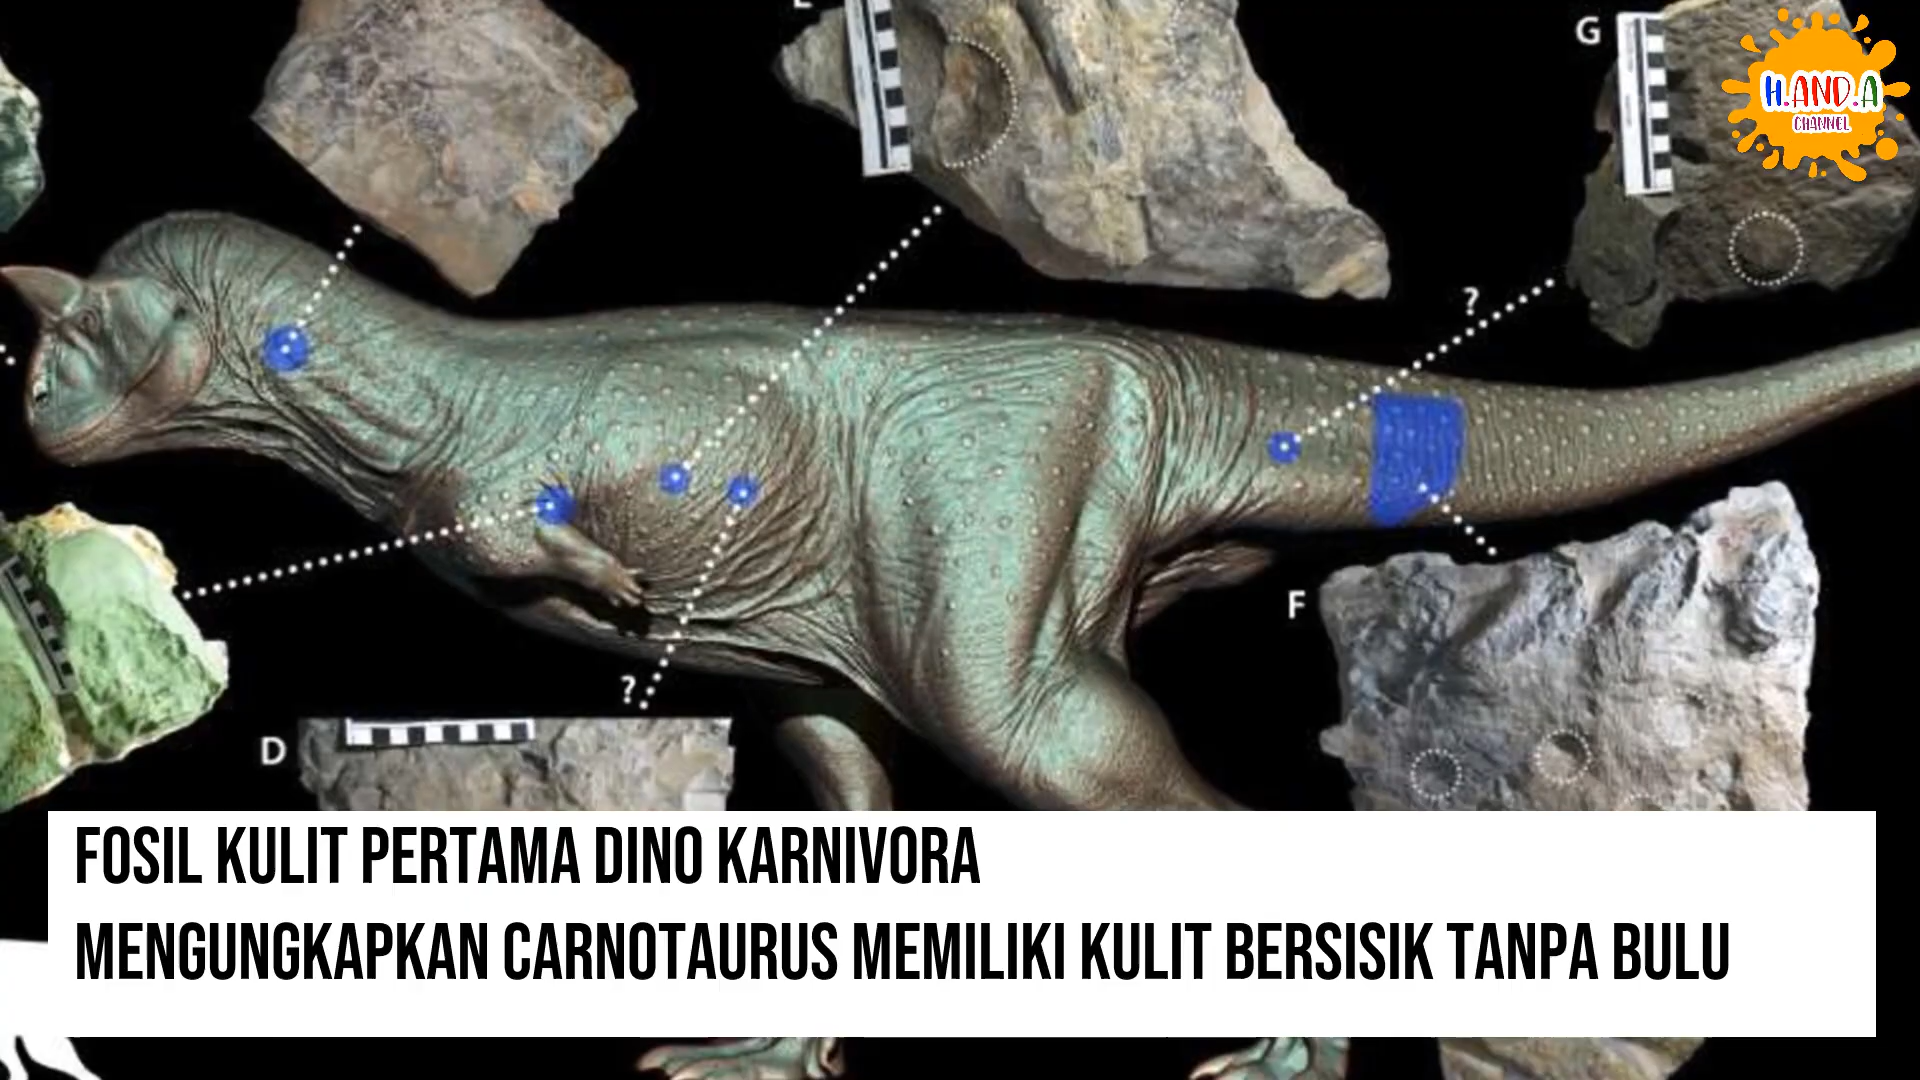 G
H.AND.A
CHANNEL
?
F
?
D
FOSIL KULIT PERTAMA DINO KARNIVORA
MENGUNGKAPKAN CARNOTAURUS MEMILIKI KULIT BERSISIK TANPA BULU